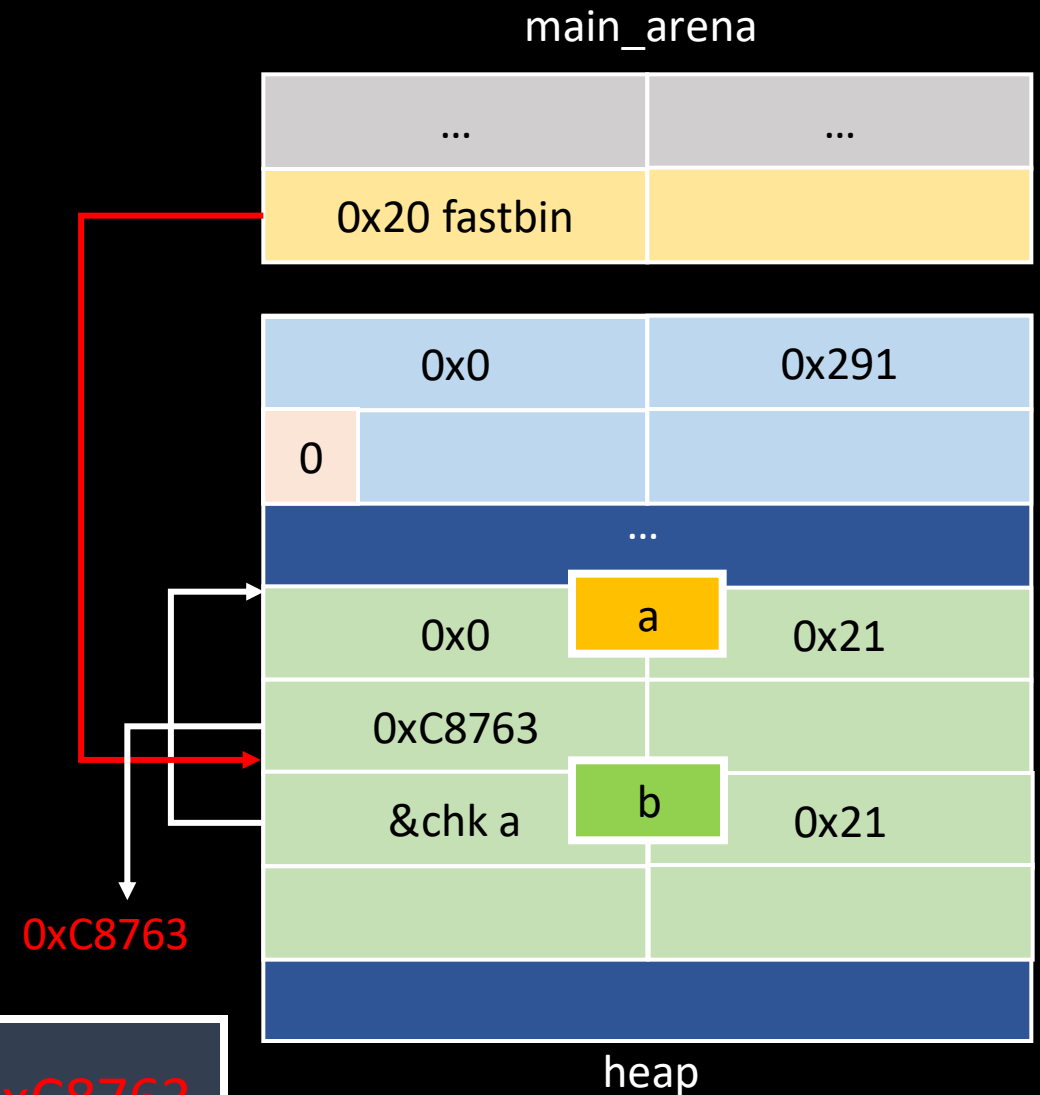 main_arena
... ...
0x20 fastbin
0x0 0x291
0
...
0x0 a 0x21
0xC8763
&chk a b 0x21
0xC8763
heap